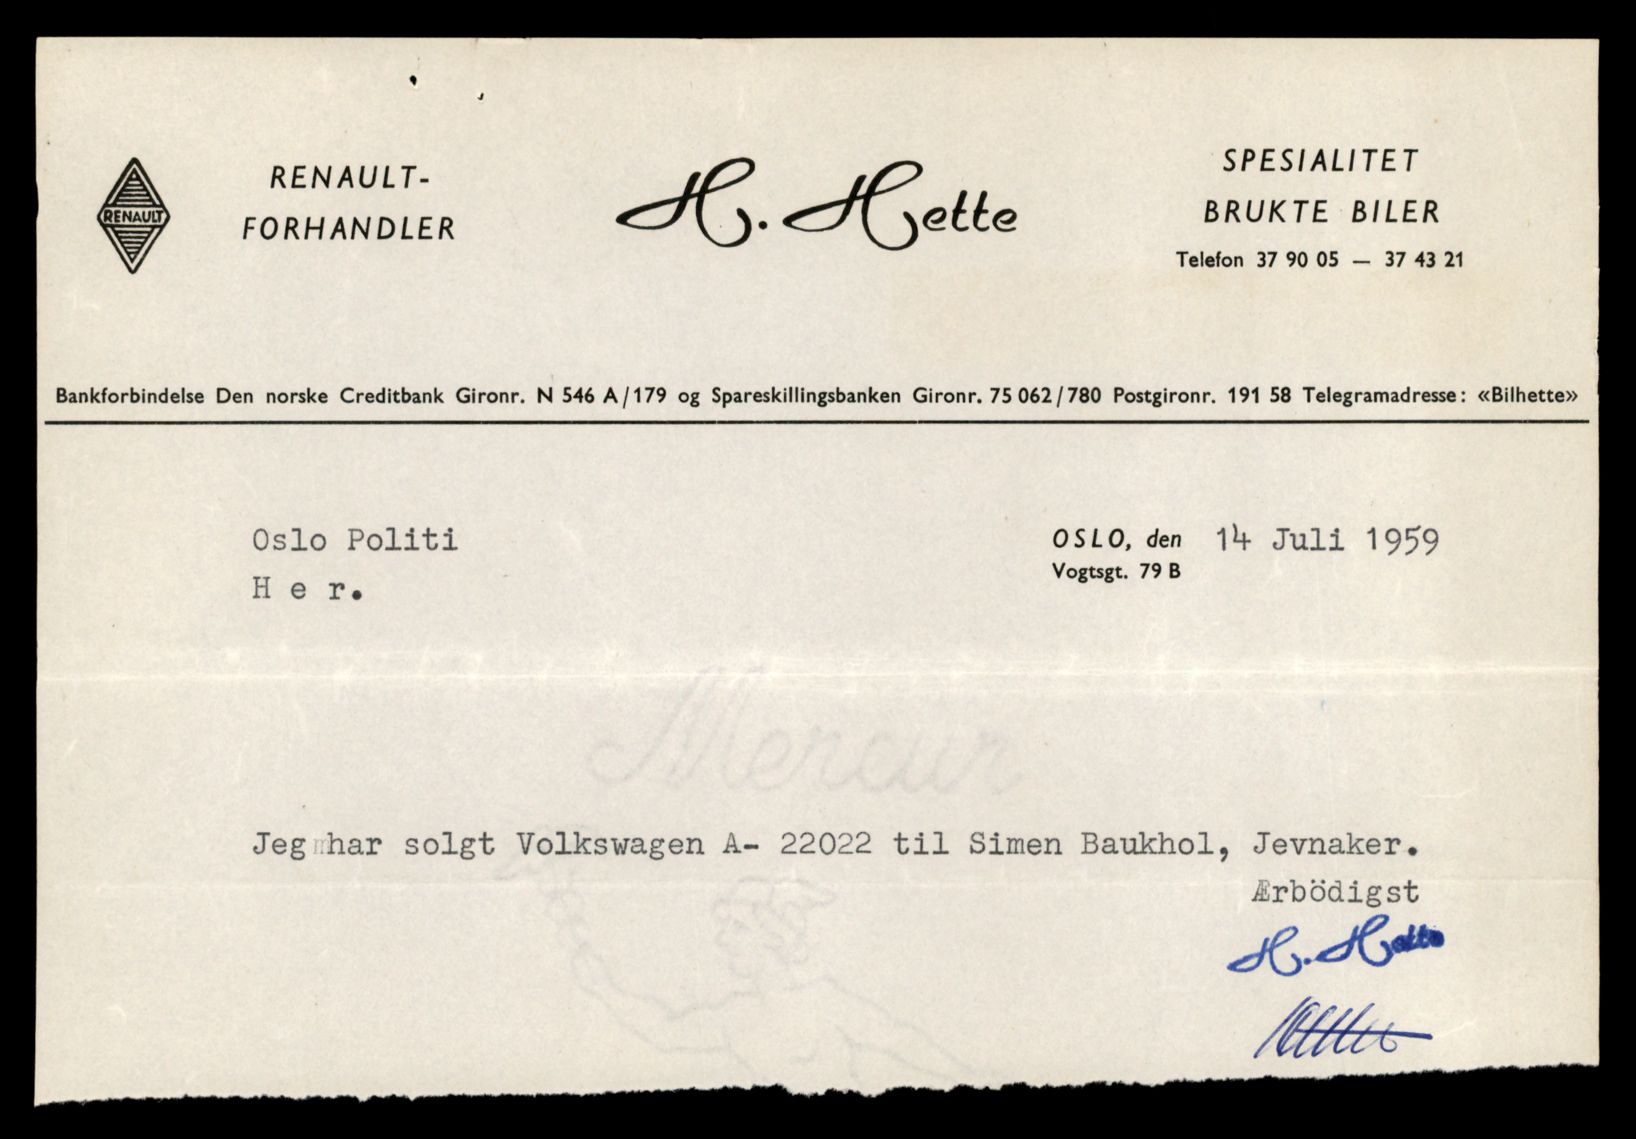 RENAULT
RENAULT-
FORHANDLER
H. Hette
SPESIALITET
BRUKTE BILER
Telefon 37 90 05 — 37 43 21
Bankforbindelse Den norske Creditbank Gironr. N 546 A/179 og Spareskillingsbanken Gironr. 75 062/780 Postgironr. 191 58 Telegramadresse: «Bilhette»
Oslo Politi
H e r.
OSLO, den 14 Juli 1959
Vogtsgt. 79 B
Mercur
Jeg har solgt Volkswagen A- 22022 til Simen Baukhol, Jevnaker.
Ærbödigst
H. Hette